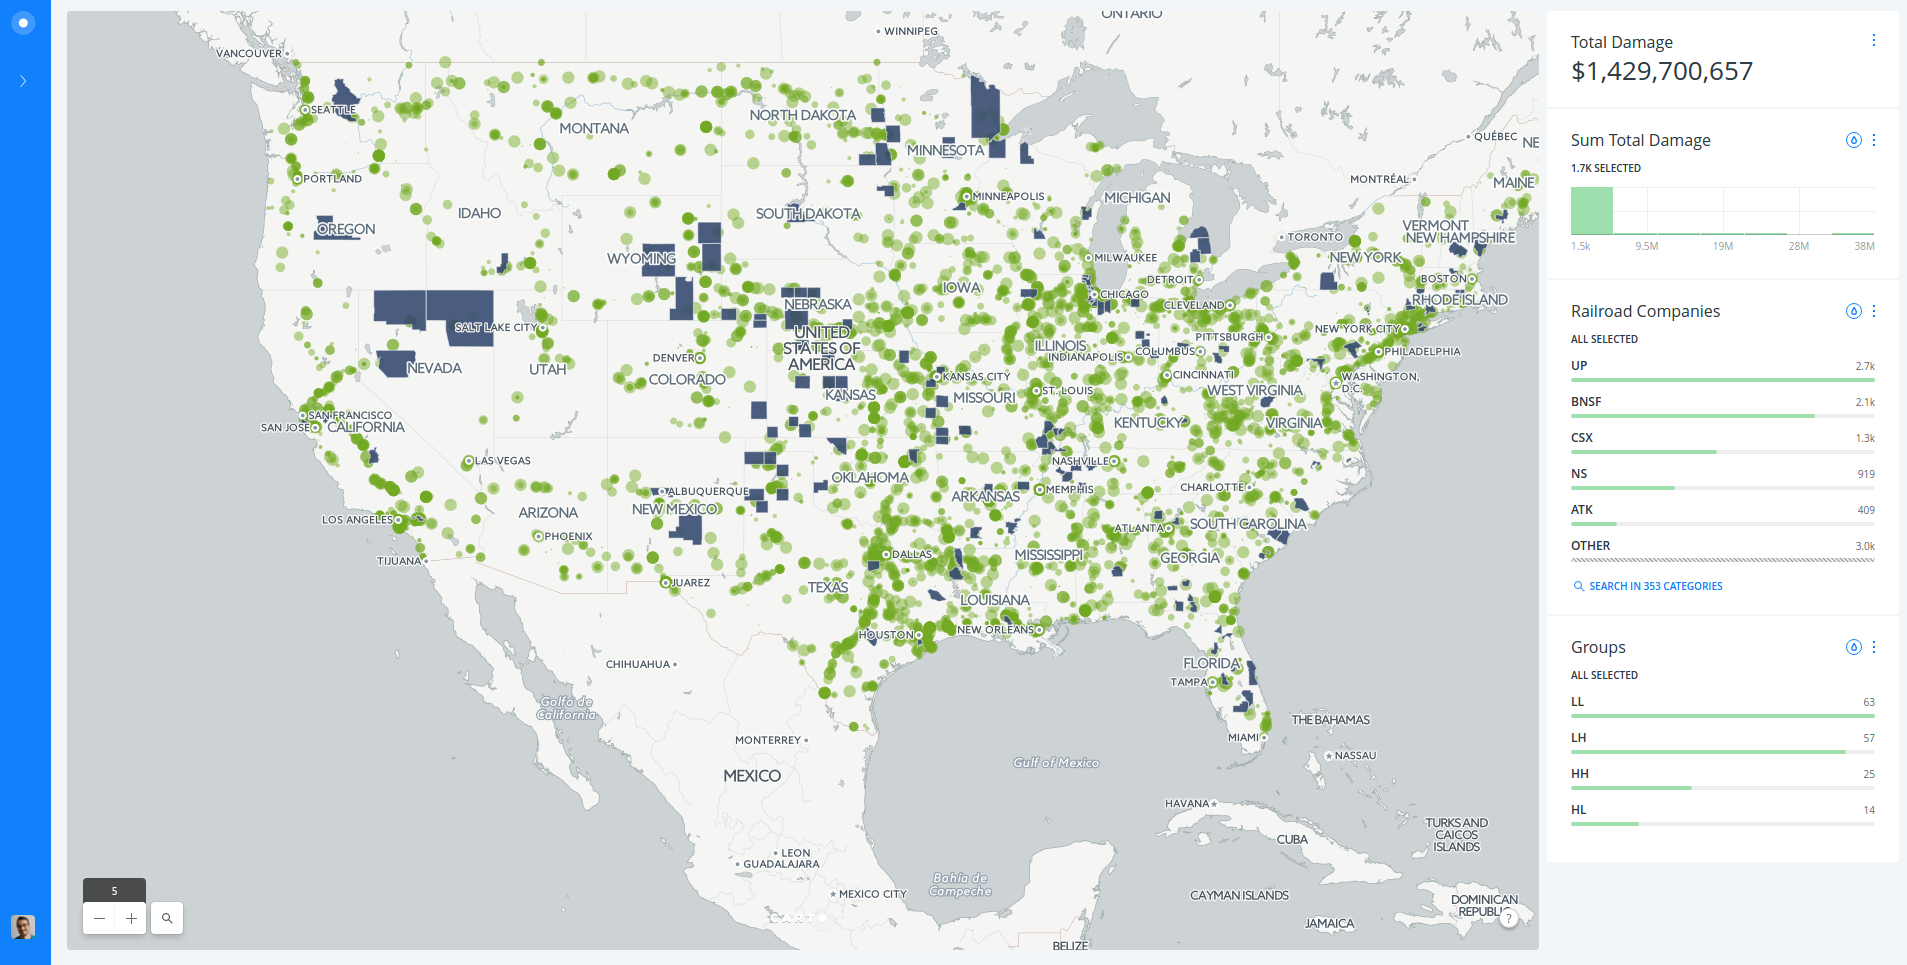 ONTARIO
WINNIPEG
VANCOUVER
SEATTLE
NORTH DAKOTA
MONTANA
QUÉBEC
NE
MINNESOTA
PORTLAND
MONTRÉAL
MAINE
MINNEAPOLIS
MICHIGAN
IDAHO
SOUTH DAKOTA
OREGON
VERMONT
NEW HAMPSHIRE
TORONTO
WYOMING
MILWAUKEE
NEW YORK
DETROIT
BOSTON
IOWA
CHICAGO
NEBRASKA
CLEVELAND
RHODE ISLAND
SALT LAKE CITY
UNITED
STATES OF
AMERICA
NEW YORK CITY
PITTSBURGH
ILLINOIS
DENVER
INDIANAPOLIS
COLUMBUS
PHILADELPHIA
NEVADA
UTAH
COLORADO
KANSAS CITY
CINCINNATI
WASHINGTON,
D.C.
KANSAS
MISSOURI
ST. LOUIS
WEST VIRGINIA
SAN FRANCISCO
SAN JOSE
CALIFORNIA
KENTUCKY
VIRGINIA
LAS VEGAS
NASHVILLE
OKLAHOMA
ALBUQUERQUE
ARKANSAS
MEMPHIS
CHARLOTTE
NEW MEXICO
ARIZONA
LOS ANGELES
SOUTH CAROLINA
ATLANTA
PHOENIX
DALLAS
MISSISSIPPI
GEORGIA
TIJUANA
JUAREZ
TEXAS
LOUISIANA
HOUSTON
NEW ORLEANS
CHIHUAHUA
FLORIDA
TAMPA
Golfo de
California
THE BAHAMAS
MONTERREY
MIAMI
NASSAU
Gulf of Mexico
MEXICO
HAVANA
TURKS AND
CAICOS
ISLANDS
CUBA
LEON
GUADALAJARA
Bahía de
Campeche
MEXICO CITY
CAYMAN ISLANDS
DOMINICAN
REPUBLIC
JAMAICA
BELIZE
5
?
Total Damage
$1,429,700,657
Sum Total Damage
1.7K SELECTED
1.5k 9.5M 19M 28M 38M
Railroad Companies
ALL SELECTED
UP 2.7k
BNSF 2.1k
CSX 1.3k
NS 919
ATK 409
OTHER 3.0k
SEARCH IN 353 CATEGORIES
Groups
ALL SELECTED
LL 63
LH 57
HH 25
HL 14